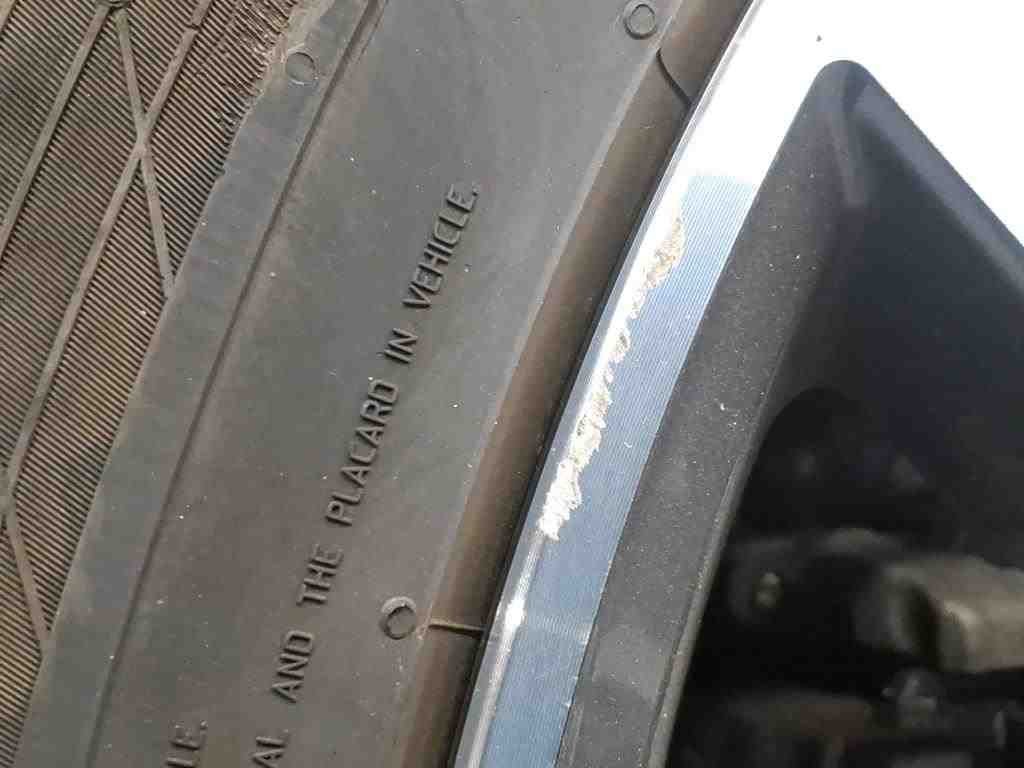 LE.
AL AND THE PLACARD IN VEHICLE.